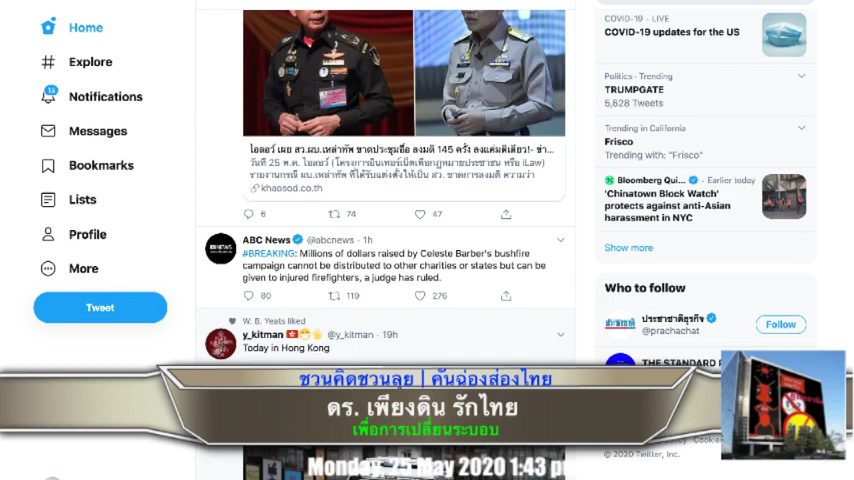 Home
Explore
Notifications
Messages
Bookmarks
Lists
Profile
More
Tweet
ไอลอว์ เผย สว.ผบ.เหล่าทัพ ขาดประชุมอื้อ ลงมติ 145 ครั้ง ลงแค่มติเดียว!- ข่า...
วันที่ 25 พ.ค. ไอลอว์ (โครงการอินเทอร์เน็ตเพื่อกฎหมายประชาชน หรือ iLaw)
รายงานกรณี ผบ.เหล่าทัพ ที่ได้รับแต่งตั้งให้เป็น สว. ขาดการลงมติ ความว่า
khaosod.co.th
6 74 47
ABC News @abcnews · 1h
#BREAKING: Millions of dollars raised by Celeste Barber's bushfire
campaign cannot be distributed to other charities or states but can be
given to injured firefighters, a judge has ruled.
80 119 276
W. B. Yeats liked
y_kitman @y_kitman · 19h
Today in Hong Kong
COVID-19 · LIVE
COVID-19 updates for the US
Politics · Trending
TRUMPGATE
5,628 Tweets
Trending in California
Frisco
Trending with: "Frisco"
Bloomberg Qui... · Earlier today
'Chinatown Block Watch'
protects against anti-Asian
harassment in NYC
Show more
Who to follow
ประชาชาติธุรกิจ
@prachachat
Follow
THE STANDARD
ชวนคิดชวนลุย | คันฉ่องส่องไทย
ดร. เพียงดิน รักไทย
เพื่อการเปลี่ยนระบอบ
Cookies
© 2020 Twitter, Inc.
Monday, 25 May 2020 1:43 pm